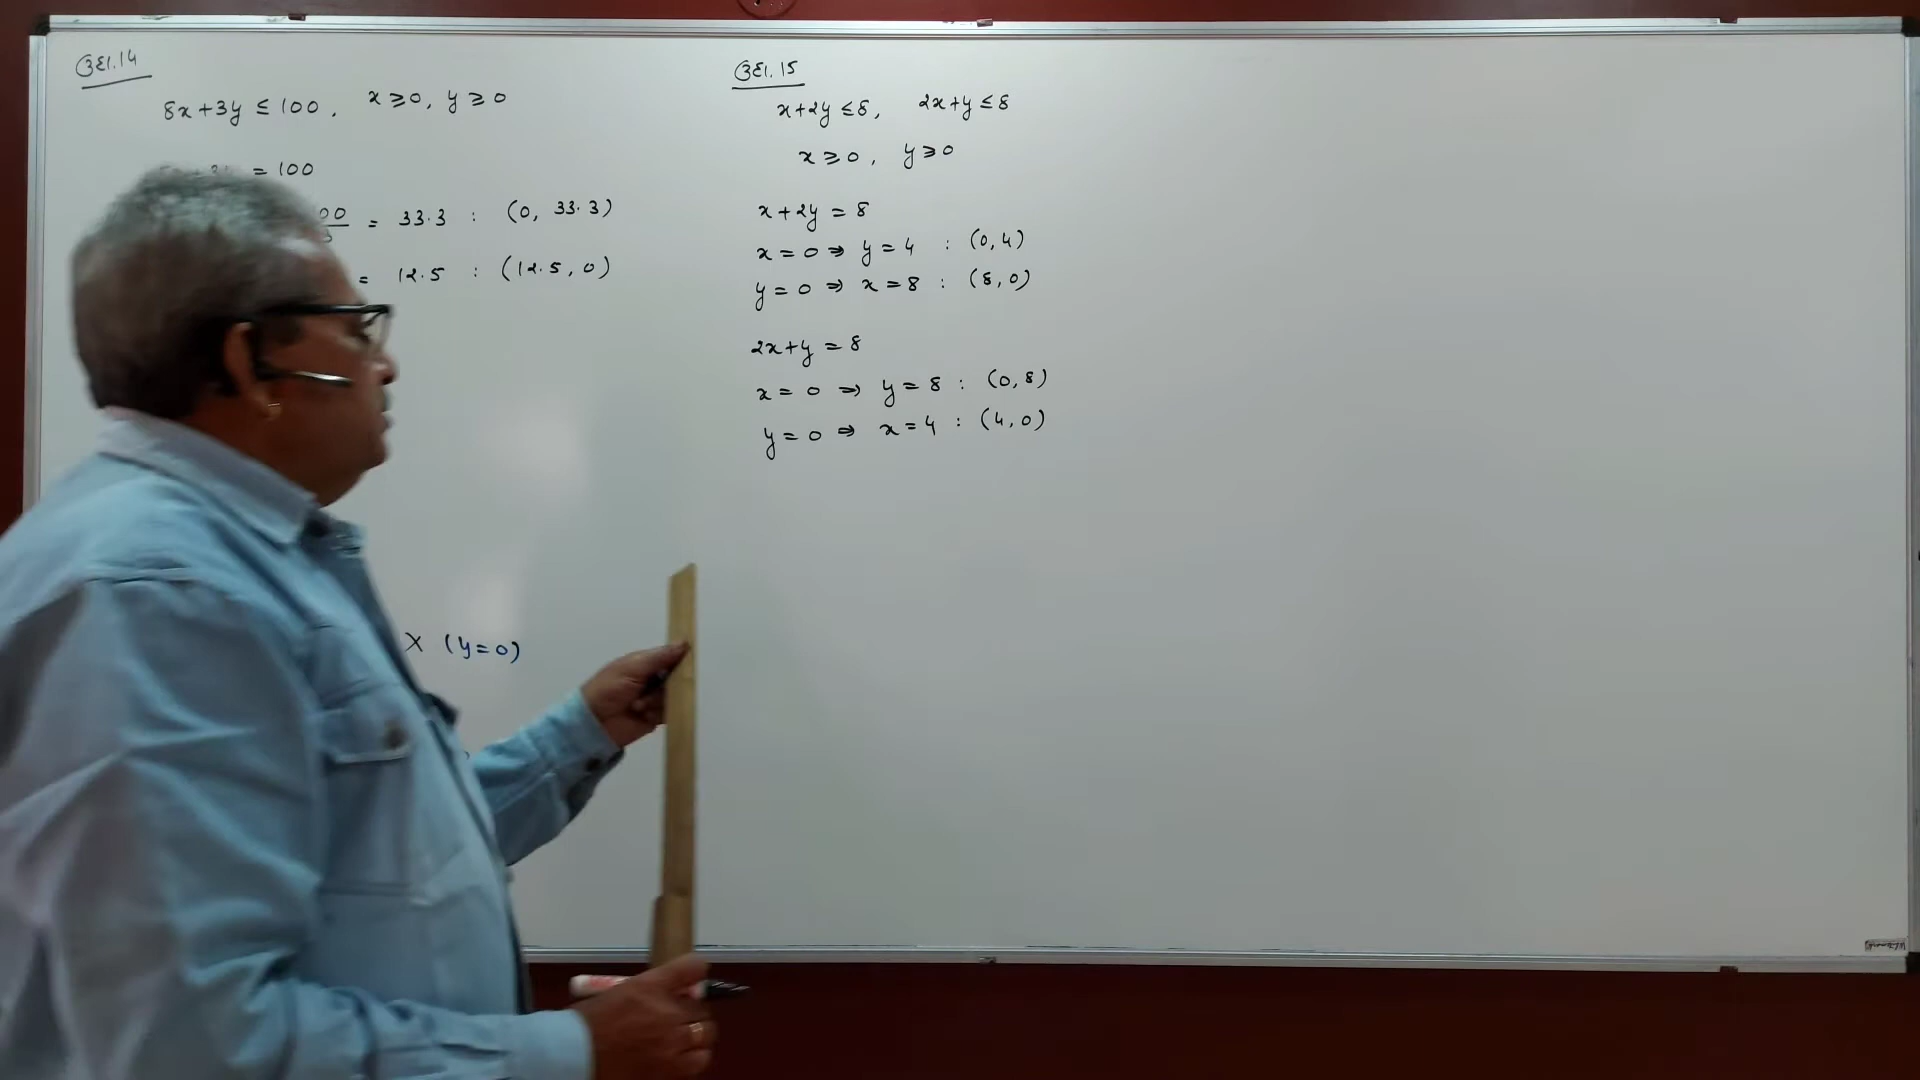 उदा.14
8x+3y ≤ 100, x ≥ 0, y ≥ 0
= 100
= 33.3 : (0, 33.3)
= 12.5 : (12.5, 0)
X (y=0)
उदा.15
x+2y ≤ 8, 2x+y ≤ 8
x ≥ 0, y ≥ 0
x+2y = 8
x = 0 ⇒ y = 4 : (0,4)
y = 0 ⇒ x = 8 : (8,0)
2x+y = 8
x = 0 ⇒ y = 8 : (0,8)
y = 0 ⇒ x = 4 : (4,0)